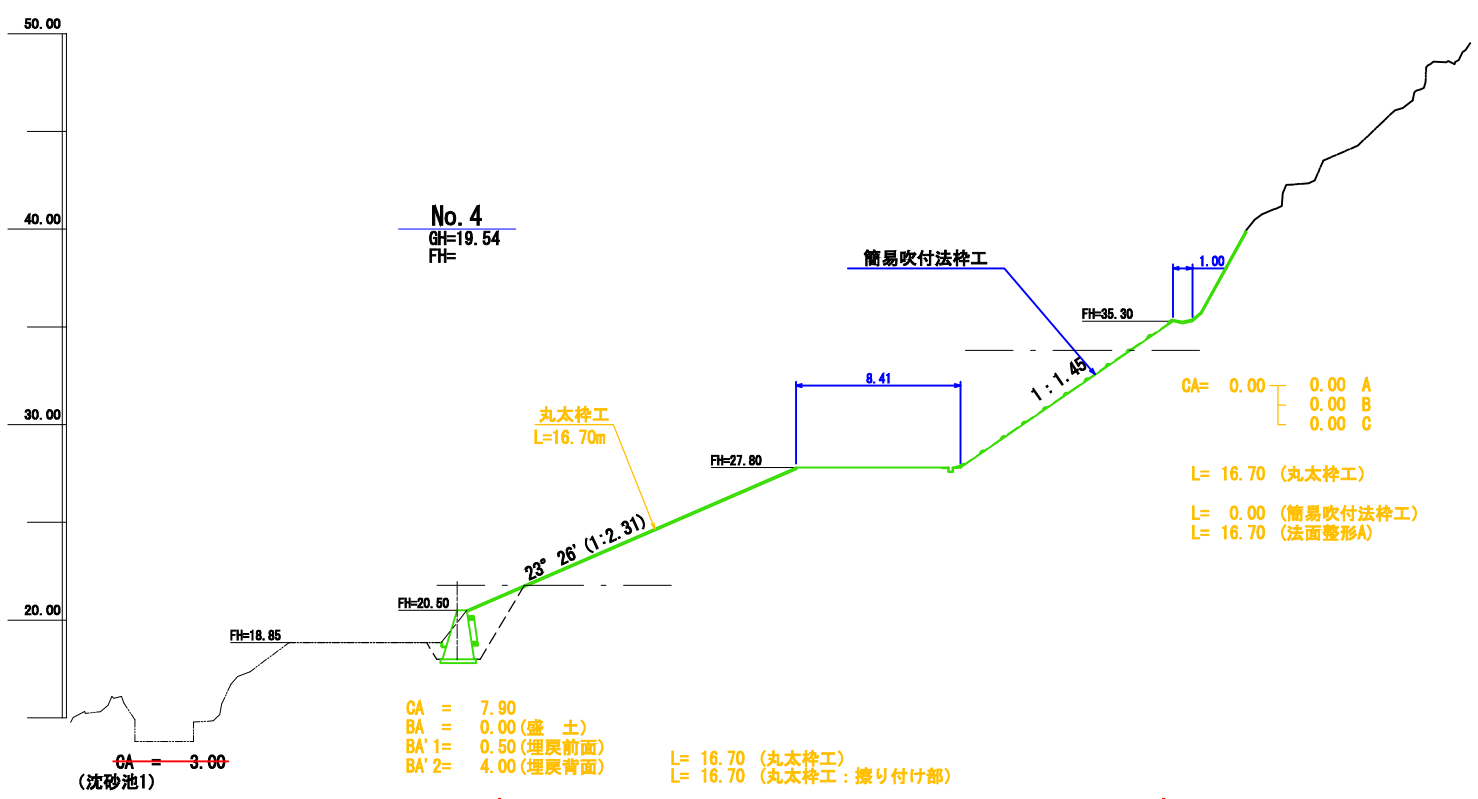 50.00
40.00
30.00
20.00
No.4
GH=19.54
FH=
簡易吹付法枠工
1.00
FH=35.30
1:1.45
8.41
CA= 0.00 0.00 A
0.00 B
0.00 C
丸太枠工
L=16.70m
FH=27.80
L= 16.70 (丸太枠工)
L= 0.00 (簡易吹付法枠工)
L= 16.70 (法面整形A)
23° 26' (1:2.31)
FH=20.50
FH=18.85
CA = 7.90
BA = 0.00(盛 土)
BA'1= 0.50(埋戻前面)
BA'2= 4.00(埋戻背面)
L= 16.70 (丸太枠工)
L= 16.70 (丸太枠工：擦り付け部)
CA = 3.00
(沈砂池1)